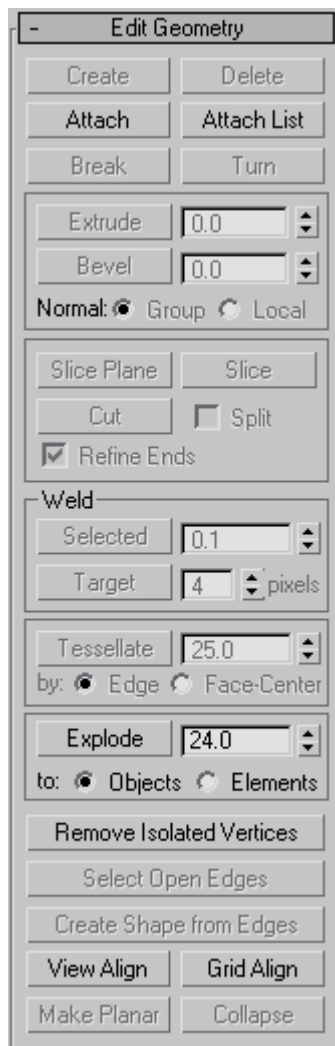 - Edit Geometry
Create Delete
Attach Attach List
Break Turn
Extrude 0.0
Bevel 0.0
Normal: Group Local
Slice Plane Slice
Cut Split
Refine Ends
Weld
Selected 0.1
Target 4 pixels
Tessellate 25.0
by: Edge Face-Center
Explode 24.0
to: Objects Elements
Remove Isolated Vertices
Select Open Edges
Create Shape from Edges
View Align Grid Align
Make Planar Collapse